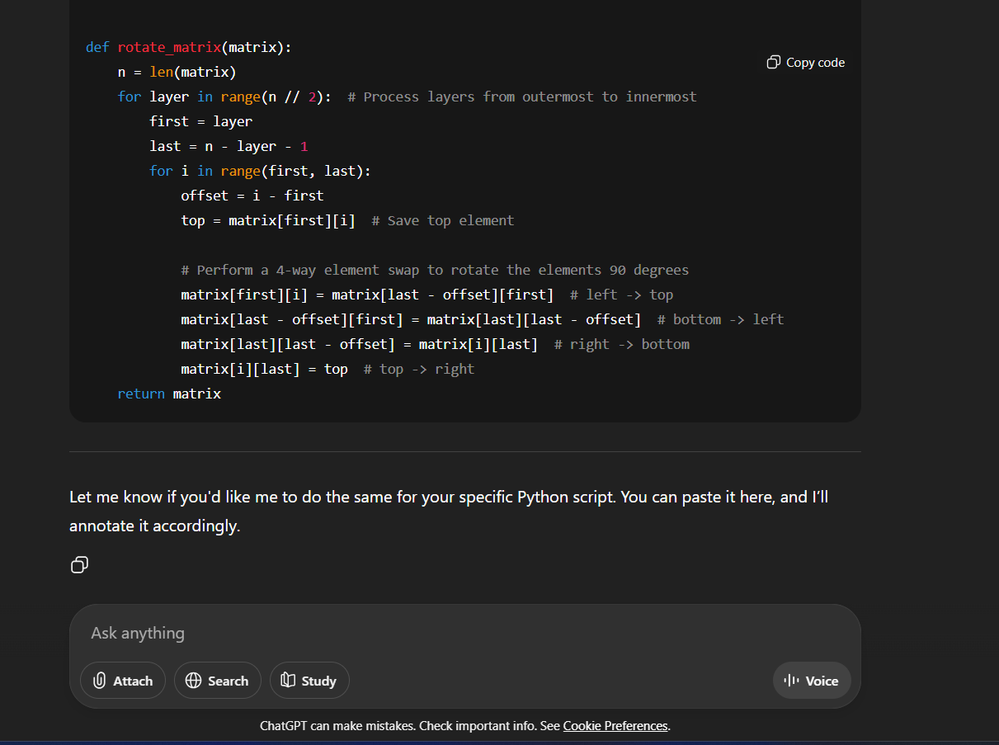 def rotate_matrix(matrix):
Copy code
    n = len(matrix)
    for layer in range(n // 2):  # Process layers from outermost to innermost
        first = layer
        last = n - layer - 1
        for i in range(first, last):
            offset = i - first
            top = matrix[first][i]  # Save top element
            # Perform a 4-way element swap to rotate the elements 90 degrees
            matrix[first][i] = matrix[last - offset][first]  # left -> top
            matrix[last - offset][first] = matrix[last][last - offset]  # bottom -> left
            matrix[last][last - offset] = matrix[i][last]  # right -> bottom
            matrix[i][last] = top  # top -> right
    return matrix
Let me know if you'd like me to do the same for your specific Python script. You can paste it here, and I’ll
annotate it accordingly.
Ask anything
Attach Search Study Voice
ChatGPT can make mistakes. Check important info. See Cookie Preferences.